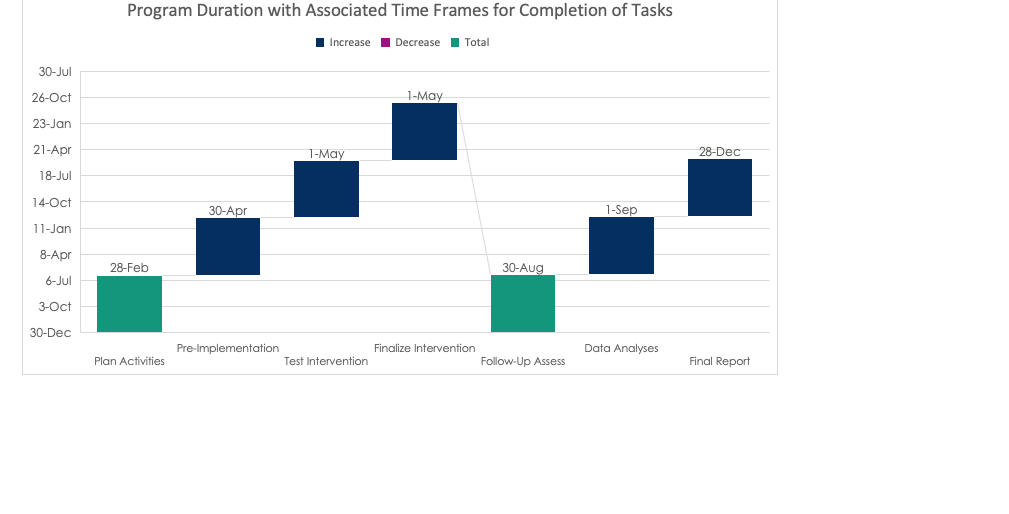 Program Duration with Associated Time Frames for Completion of Tasks
Increase Decrease Total
30-Jul
26-Oct
23-Jan
21-Apr
18-Jul
14-Oct
11-Jan
8-Apr
6-Jul
3-Oct
30-Dec
28-Feb
30-Apr
1-May
1-May
30-Aug
1-Sep
28-Dec
Plan Activities
Pre-Implementation
Test Intervention
Finalize Intervention
Follow-Up Assess
Data Analyses
Final Report